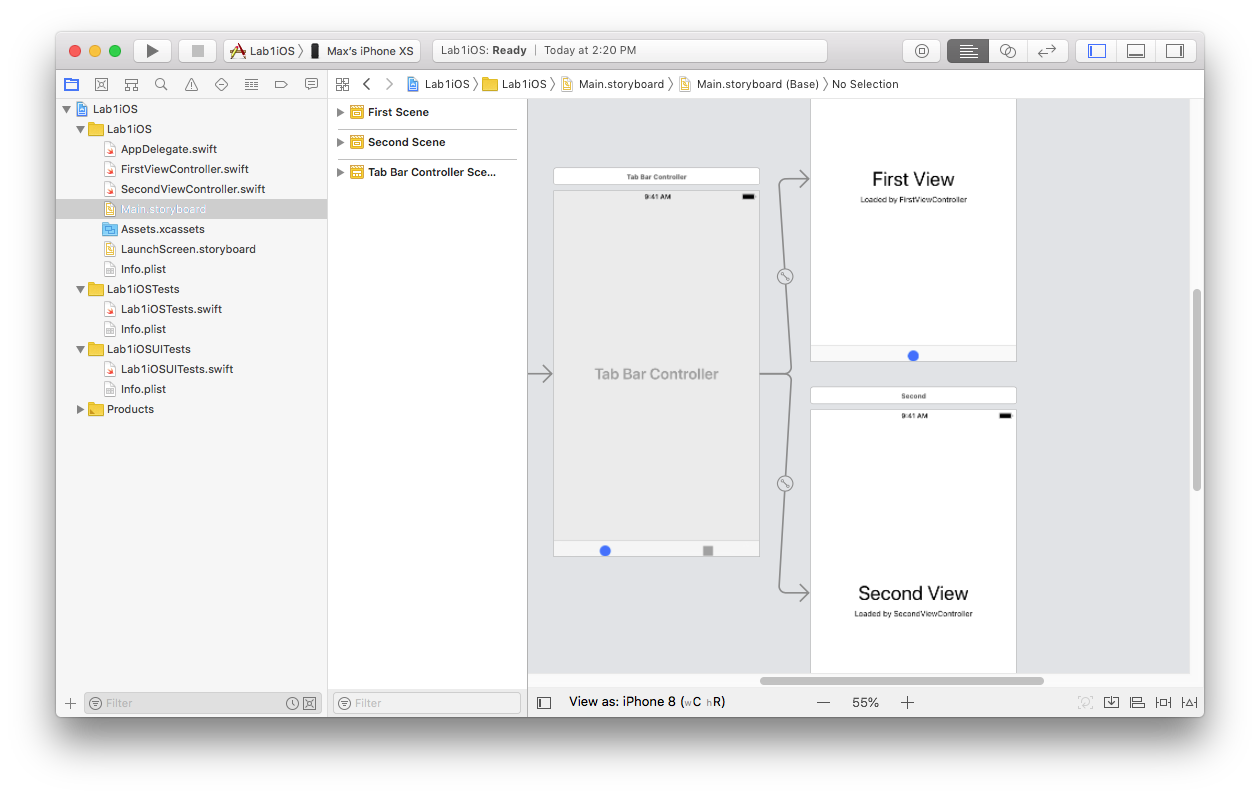 Lab1iOS Max's iPhone XS Lab1iOS: Ready | Today at 2:20 PM
Lab1iOS Lab1iOS Main.storyboard Main.storyboard (Base) No Selection
Lab1iOS
Lab1iOS
AppDelegate.swift
FirstViewController.swift
SecondViewController.swift
Main.storyboard
Assets.xcassets
LaunchScreen.storyboard
Info.plist
Lab1iOSTests
Lab1iOSTests.swift
Info.plist
Lab1iOSUITests
Lab1iOSUITests.swift
Info.plist
Products
Filter
First Scene
Second Scene
Tab Bar Controller Sce...
Filter
Tab Bar Controller
9:41 AM
Tab Bar Controller
First View
Loaded by FirstViewController
Second
9:41 AM
Second View
Loaded by SecondViewController
View as: iPhone 8 (wC hR) 55%